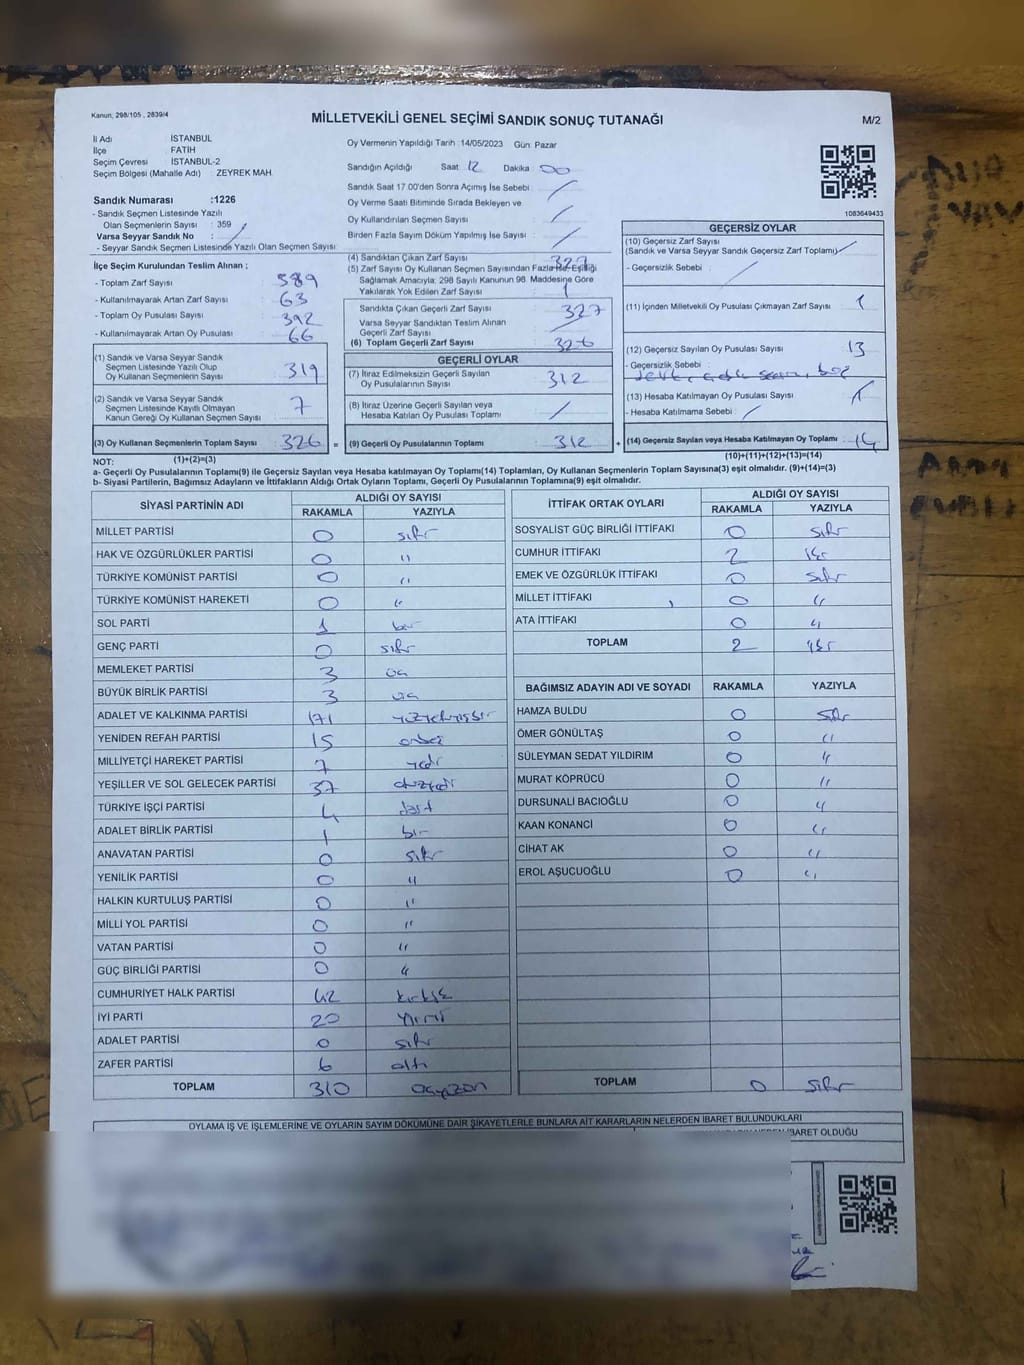 Kanun; 298/105 , 2839/4
MİLLETVEKİLİ GENEL SEÇİMİ SANDIK SONUÇ TUTANAĞI
M/2
İl Adı İSTANBUL
İlçe FATİH
Seçim Çevresi İSTANBUL-2
Seçim Bölgesi (Mahalle Adı) : ZEYREK MAH.
Oy Vermenin Yapıldığı Tarih :14/05/2023 Gün: Pazar
Sandığın Açıldığı Saat 12 Dakika 00
Sandık Saat 17.00'den Sonra Açımış İse Sebebi /
Oy Verme Saati Bitiminde Sırada Bekleyen ve
Oy Kullandırılan Seçmen Sayısı /
Birden Fazla Sayım Döküm Yapılmış İse Sayısı /
1083649433
Sandık Numarası :1226
- Sandık Seçmen Listesinde Yazılı
Olan Seçmenlerin Sayısı : 359
Varsa Seyyar Sandık No :
- Seyyar Sandık Seçmen Listesinde Yazılı Olan Seçmen Sayısı: /
İlçe Seçim Kurulundan Teslim Alınan ;
- Toplam Zarf Sayısı 389
- Kullanılmayarak Artan Zarf Sayısı 63
- Toplam Oy Pusulası Sayısı 392
- Kullanılmayarak Artan Oy Pusulası 66
(1) Sandık ve Varsa Seyyar Sandık
Seçmen Listesinde Yazılı Olup
Oy Kullanan Seçmenlerin Sayısı : 319
(2) Sandık ve Varsa Seyyar Sandık
Seçmen Listesinde Kayıtlı Olmayan
Kanun Gereği Oy Kullanan Seçmen Sayısı : 7
(3) Oy Kullanan Seçmenlerin Toplam Sayısı : 326 =
(1)+(2)=(3)
(4) Sandıktan Çıkan Zarf Sayısı 327
(5) Zarf Sayısı Oy Kullanan Seçmen Sayısından Fazla İse Eşitliği
Sağlamak Amacıyla; 298 Sayılı Kanunun 98. Maddesine Göre
Yakılarak Yok Edilen Zarf Sayısı 1
Sandıkta Çıkan Geçerli Zarf Sayısı : 327
Varsa Seyyar Sandıktan Teslim Alınan
Geçerli Zarf Sayısı : /
(6) Toplam Geçerli Zarf Sayısı : 326
GEÇERLİ OYLAR
(7) İtiraz Edilmeksizin Geçerli Sayılan
Oy Pusulalarının Sayısı : 312
(8) İtiraz Üzerine Geçerli Sayılan veya
Hesaba Katılan Oy Pusulası Toplamı : /
(9) Geçerli Oy Pusulalarının Toplamı : 312 +
GEÇERSİZ OYLAR
(10) Geçersiz Zarf Sayısı
(Sandık ve Varsa Seyyar Sandık Geçersiz Zarf Toplamı) /
- Geçersizlik Sebebi : /
(11) İçinden Milletvekili Oy Pusulası Çıkmayan Zarf Sayısı : 1
(12) Geçersiz Sayılan Oy Pusulası Sayısı : 13
- Geçersizlik Sebebi :
(13) Hesaba Katılmayan Oy Pusulası Sayısı : /
- Hesaba Katılmama Sebebi : /
(14) Geçersiz Sayılan veya Hesaba Katılmayan Oy Toplamı : 14
(10)+(11)+(12)+(13)=(14)
NOT:
a- Geçerli Oy Pusulalarının Toplamı(9) ile Geçersiz Sayılan veya Hesaba katılmayan Oy Toplamı(14) Toplamları, Oy Kullanan Seçmenlerin Toplam Sayısına(3) eşit olmalıdır. (9)+(14)=(3)
b- Siyasi Partilerin, Bağımsız Adayların ve İttifakların Aldığı Ortak Oyların Toplamı, Geçerli Oy Pusulalarının Toplamına(9) eşit olmalıdır.
SİYASİ PARTİNİN ADI ALDIĞI OY SAYISI
RAKAMLA YAZIYLA
MİLLET PARTİSİ 0 sıfır
HAK VE ÖZGÜRLÜKLER PARTİSİ 0 "
TÜRKİYE KOMÜNİST PARTİSİ 0 "
TÜRKİYE KOMÜNİST HAREKETİ 0 "
SOL PARTİ 1 bir
GENÇ PARTİ 0 sıfır
MEMLEKET PARTİSİ 3 üç
BÜYÜK BİRLİK PARTİSİ 3 üç
ADALET VE KALKINMA PARTİSİ 171 yüzyetmişbir
YENİDEN REFAH PARTİSİ 15 onbeş
MİLLİYETÇİ HAREKET PARTİSİ 7 yedi
YEŞİLLER VE SOL GELECEK PARTİSİ 37 otuzyedi
TÜRKİYE İŞÇİ PARTİSİ 4 dört
ADALET BİRLİK PARTİSİ 1 bir
ANAVATAN PARTİSİ 0 sıfır
YENİLİK PARTİSİ 0 "
HALKIN KURTULUŞ PARTİSİ 0 "
MİLLİ YOL PARTİSİ 0 "
VATAN PARTİSİ 0 "
GÜÇ BİRLİĞİ PARTİSİ 0 "
CUMHURİYET HALK PARTİSİ 42 kırkiki
İYİ PARTİ 20 yirmi
ADALET PARTİSİ 0 sıfır
ZAFER PARTİSİ 6 altı
TOPLAM 310 üçyüzon
İTTİFAK ORTAK OYLARI ALDIĞI OY SAYISI
RAKAMLA YAZIYLA
SOSYALİST GÜÇ BİRLİĞİ İTTİFAKI 0 sıfır
CUMHUR İTTİFAKI 2 iki
EMEK VE ÖZGÜRLÜK İTTİFAKI 0 sıfır
MİLLET İTTİFAKI 0 "
ATA İTTİFAKI 0 "
TOPLAM 2 iki
BAĞIMSIZ ADAYIN ADI VE SOYADI RAKAMLA YAZIYLA
HAMZA BULDU 0 sıfır
ÖMER GÖNÜLTAŞ 0 "
SÜLEYMAN SEDAT YILDIRIM 0 "
MURAT KÖPRÜCÜ 0 "
DURSUNALİ BACIOĞLU 0 "
KAAN KONANCİ 0 "
CİHAT AK 0 "
EROL AŞUCUOĞLU 0 "
TOPLAM 0 sıfır
OYLAMA İŞ VE İŞLEMLERİNE VE OYLARIN SAYIM DÖKÜMÜNE DAİR ŞİKAYETLERLE BUNLARA AİT KARARLARIN NELERDEN İBARET BULUNDUKLARI
İBARET OLDUĞU